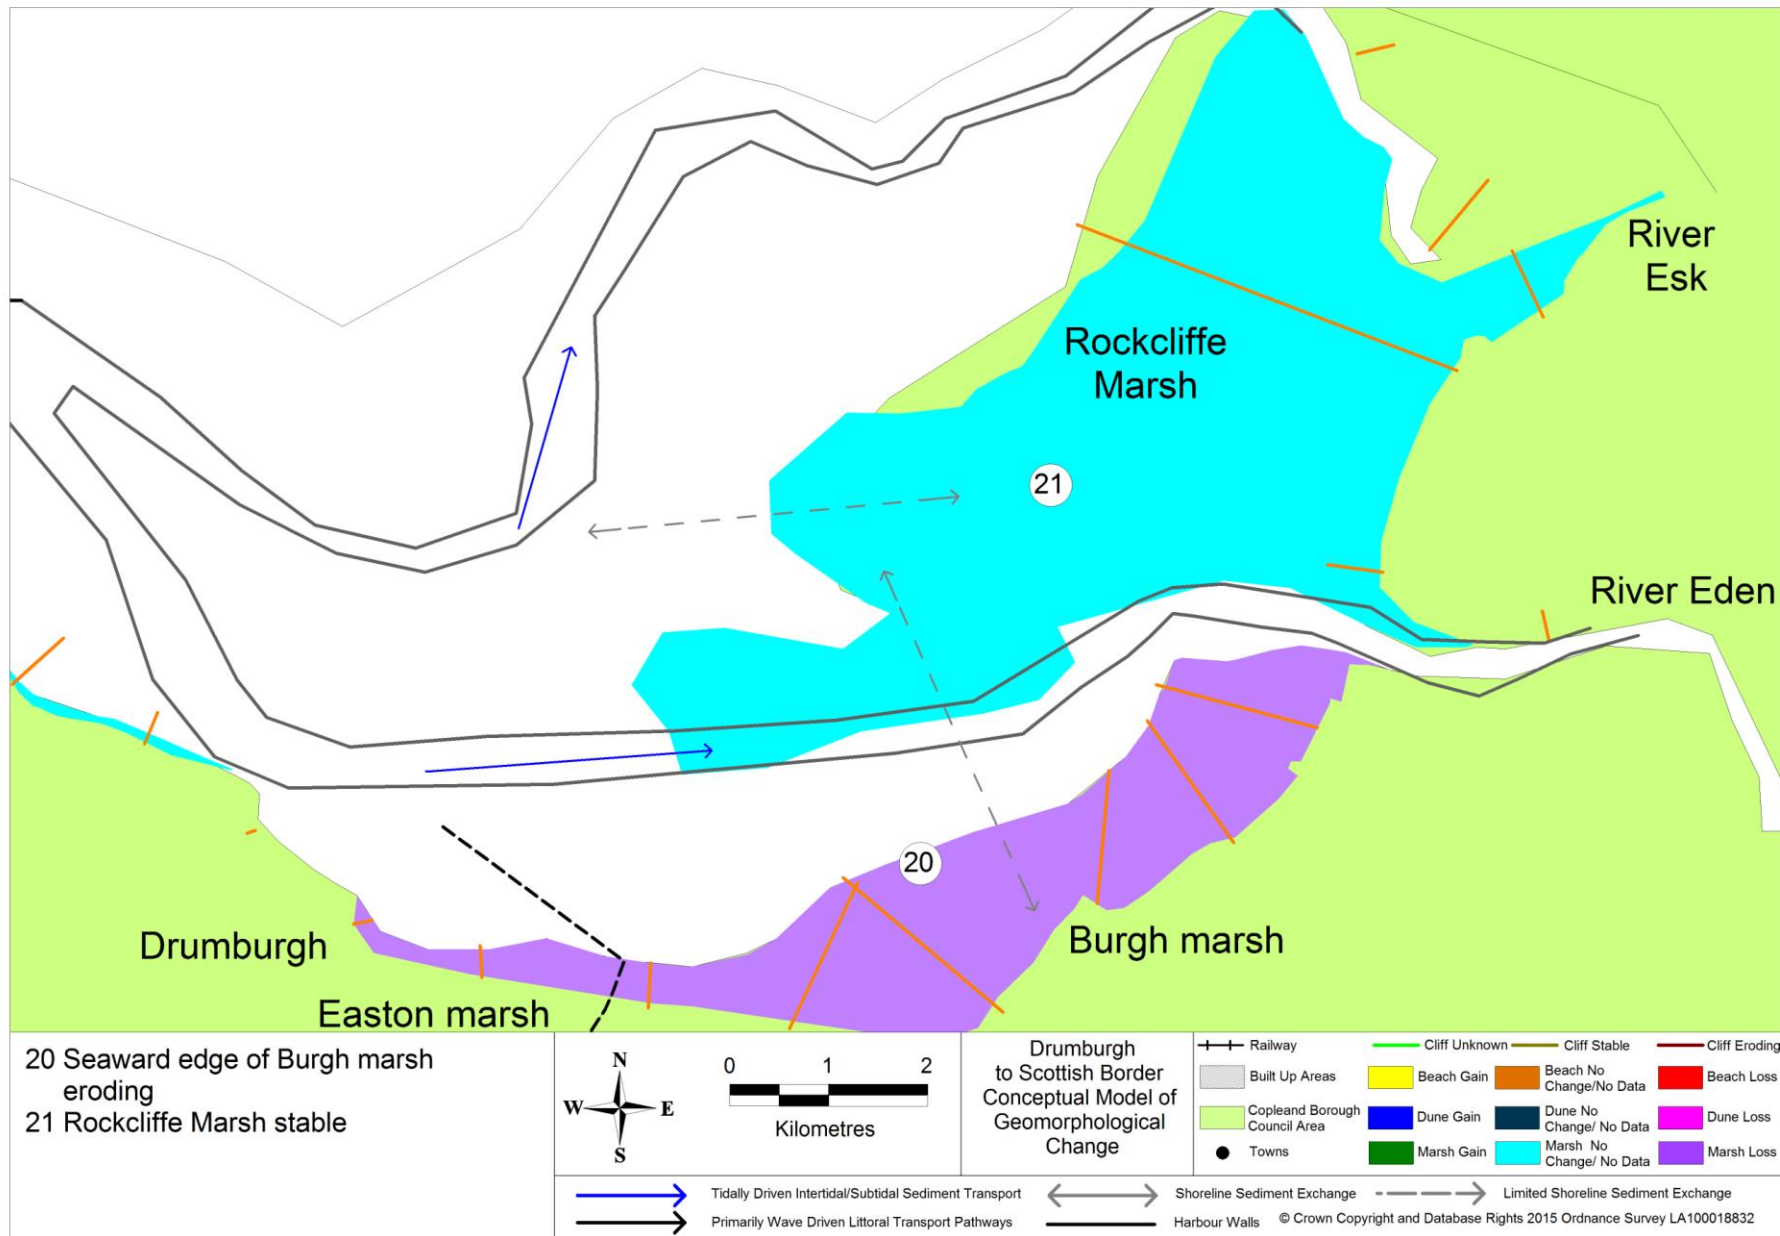 River
Esk
Rockcliffe
Marsh
21
River Eden
20
Drumburgh
Burgh marsh
Easton marsh
20 Seaward edge of Burgh marsh
eroding
21 Rockcliffe Marsh stable
N
W E
S
0 1 2
Kilometres
Drumburgh
to Scottish Border
Conceptual Model of
Geomorphological
Change
Railway
Cliff Unknown
Cliff Stable
Cliff Eroding
Built Up Areas
Beach Gain
Beach No
Change/No Data
Beach Loss
Copleand Borough
Council Area
Dune Gain
Dune No
Change/ No Data
Dune Loss
Towns
Marsh Gain
Marsh No
Change/ No Data
Marsh Loss
Tidally Driven Intertidal/Subtidal Sediment Transport
Shoreline Sediment Exchange
Limited Shoreline Sediment Exchange
Primarily Wave Driven Littoral Transport Pathways
Harbour Walls
© Crown Copyright and Database Rights 2015 Ordnance Survey LA100018832